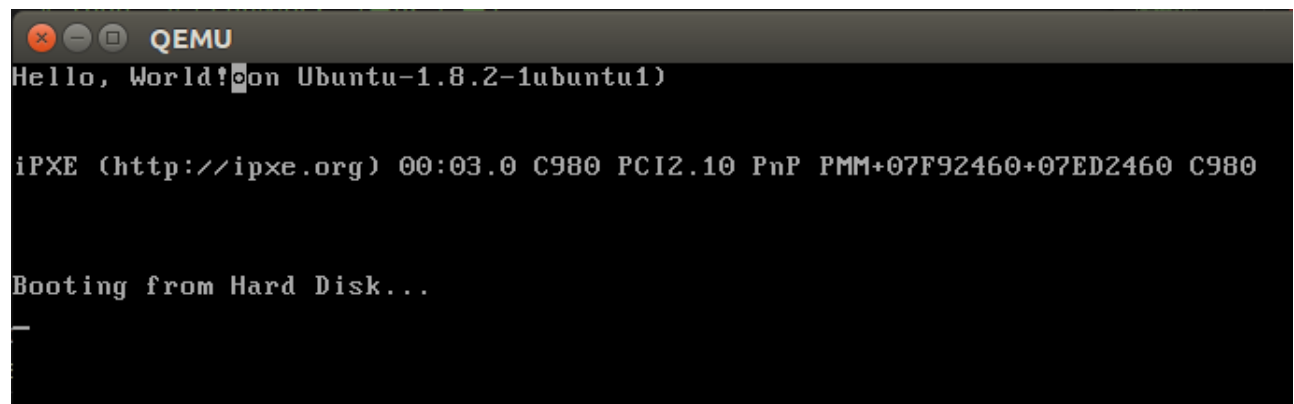 QEMU
Hello, World!◘on Ubuntu-1.8.2-1ubuntu1)
iPXE (http://ipxe.org) 00:03.0 C980 PCI2.10 PnP PMM+07F92460+07ED2460 C980
Booting from Hard Disk...
_